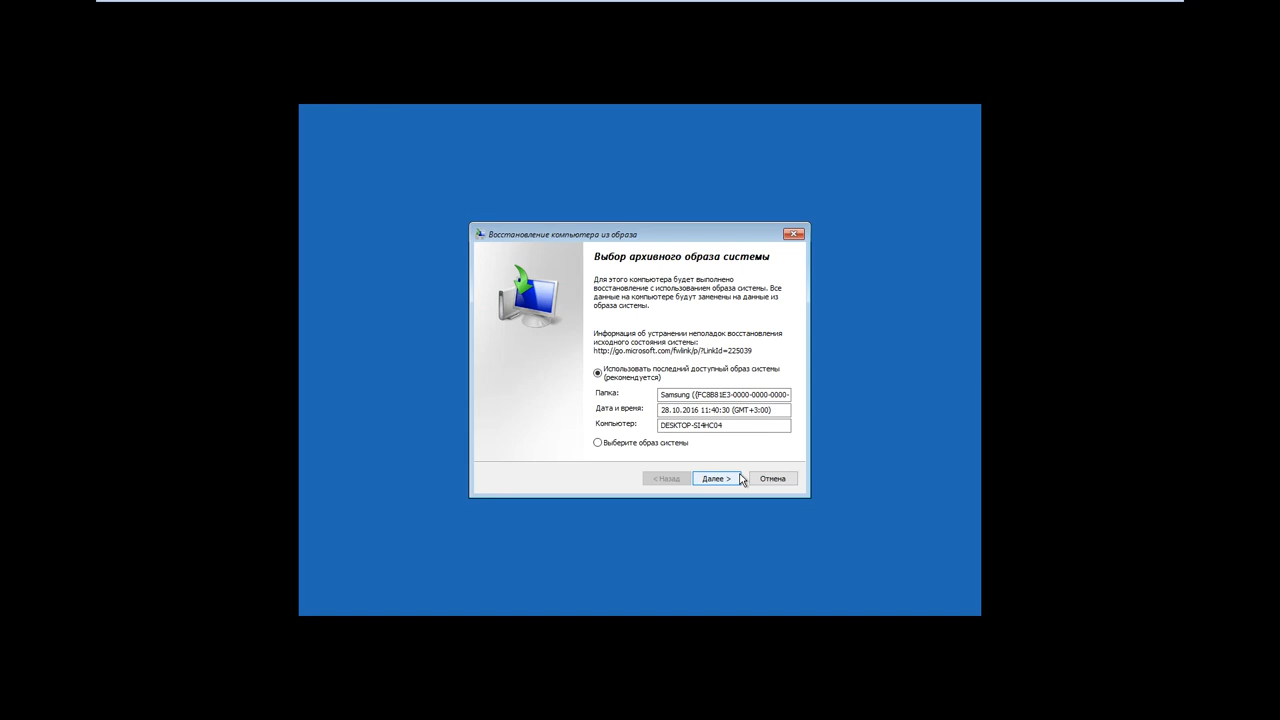 Восстановление компьютера из образа
Выбор архивного образа системы
Для этого компьютера будет выполнено
восстановление с использованием образа системы. Все
данные на компьютере будут заменены на данные из
образа системы.
Информация об устранении неполадок восстановления
исходного состояния системы:
http://go.microsoft.com/fwlink/p/?LinkId=225039
Использовать последний доступный образ системы
(рекомендуется)
Папка: Samsung ({FC8B81E3-0000-0000-0000-
Дата и время: 28.10.2016 11:40:30 (GMT+3:00)
Компьютер: DESKTOP-SI4HC04
Выберите образ системы
< Назад Далее > Отмена